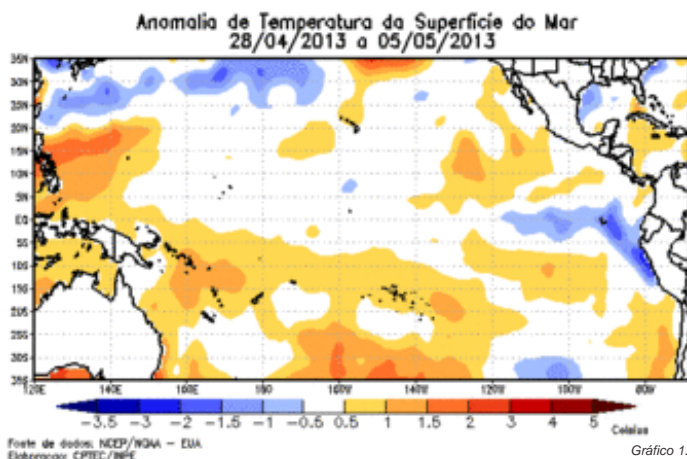 Anomalia de Temperatura da Superfície do Mar
28/04/2013 a 05/05/2013
35N
30N
25N
20N
15N
10N
5N
EQ
5S
10S
15S
20S
25S
30S
35S
120E 140E 160E 180 160W 140W 120W 100W 80W
-3.5 -3 -2 -1.5 -1 -0.5 0.5 1 1.5 2 3 4 5
Celsius
Fonte de dados: NCEP/NOAA - EUA
Elaboracao: CPTEC/INPE
Gráfico 1.